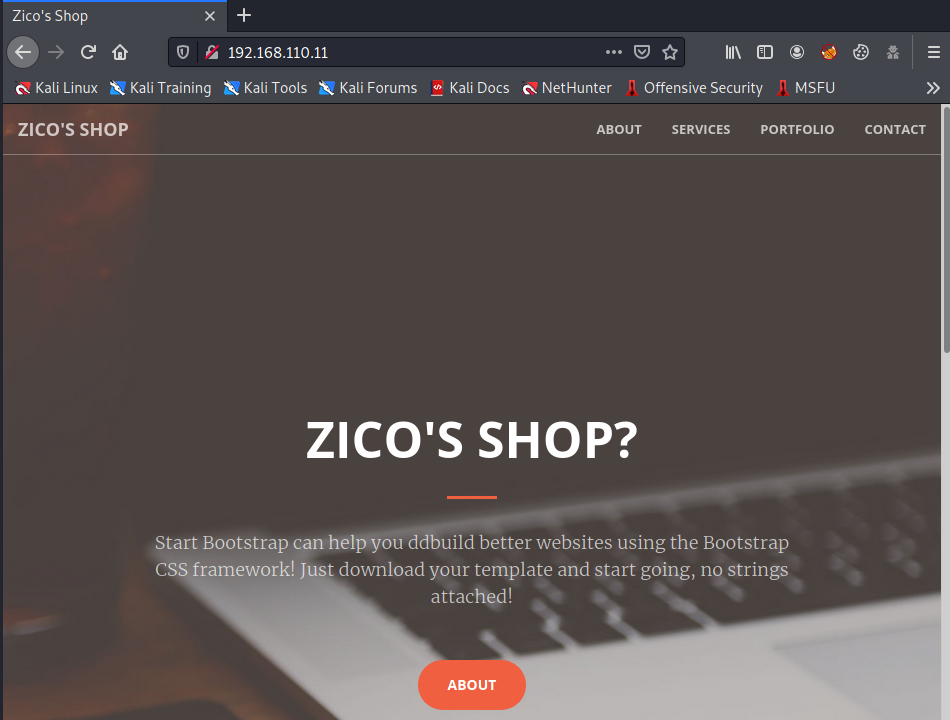 Zico's Shop
192.168.110.11
Kali Linux Kali Training Kali Tools Kali Forums Kali Docs NetHunter Offensive Security MSFU
ZICO'S SHOP ABOUT SERVICES PORTFOLIO CONTACT
ZICO'S SHOP?
Start Bootstrap can help you ddbuild better websites using the Bootstrap
CSS framework! Just download your template and start going, no strings
attached!
ABOUT